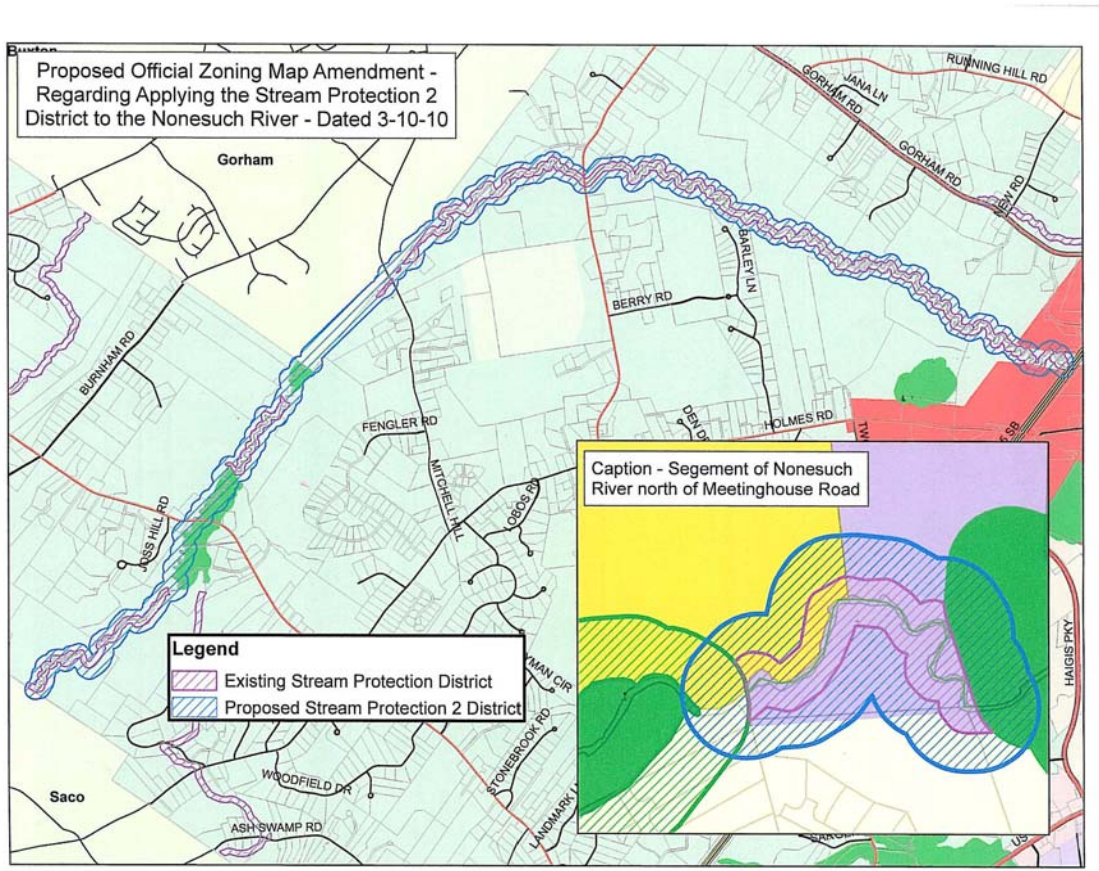 Buxton
Proposed Official Zoning Map Amendment -
Regarding Applying the Stream Protection 2
District to the Nonesuch River - Dated 3-10-10
Gorham
RUNNING HILL RD
JANA LN
GORHAM RD
GORHAM RD
NEW RD
BARLEY LN
BERRY RD
BURNHAM RD
FENGLER RD
HOLMES RD
MITCHELL HILL
JOSS HILL RD
Caption - Segement of Nonesuch
River north of Meetinghouse Road
HAIGIS PKY
Legend
Existing Stream Protection District
Proposed Stream Protection 2 District
STONEBROOK RD
WOODFIELD DR
Saco
ASH SWAMP RD
LANDMARK